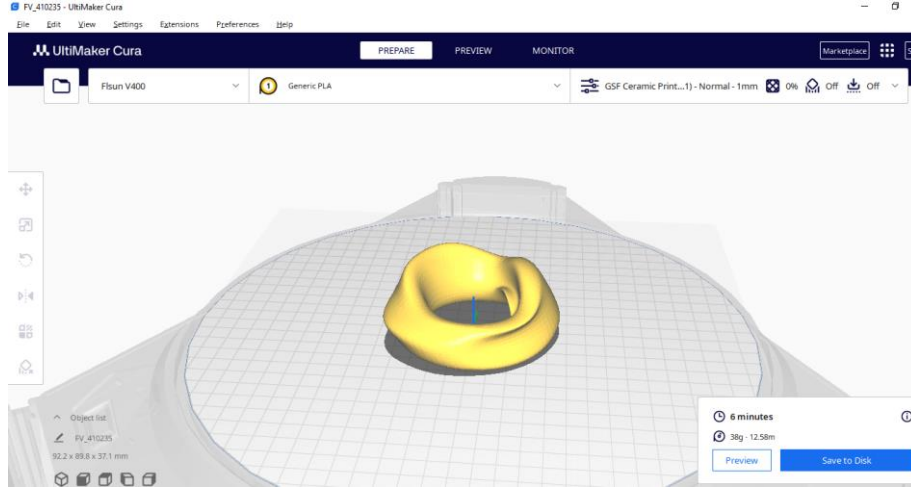 FV_410235 - UltiMaker Cura
File Edit View Settings Extensions Preferences Help
UltiMaker Cura PREPARE PREVIEW MONITOR Marketplace
Flsun V400 1 Generic PLA GSF Ceramic Print...1) - Normal - 1mm 0% Off Off
Object list
FV_410235
92.2 x 89.8 x 37.1 mm
6 minutes
38g · 12.58m
Preview Save to Disk